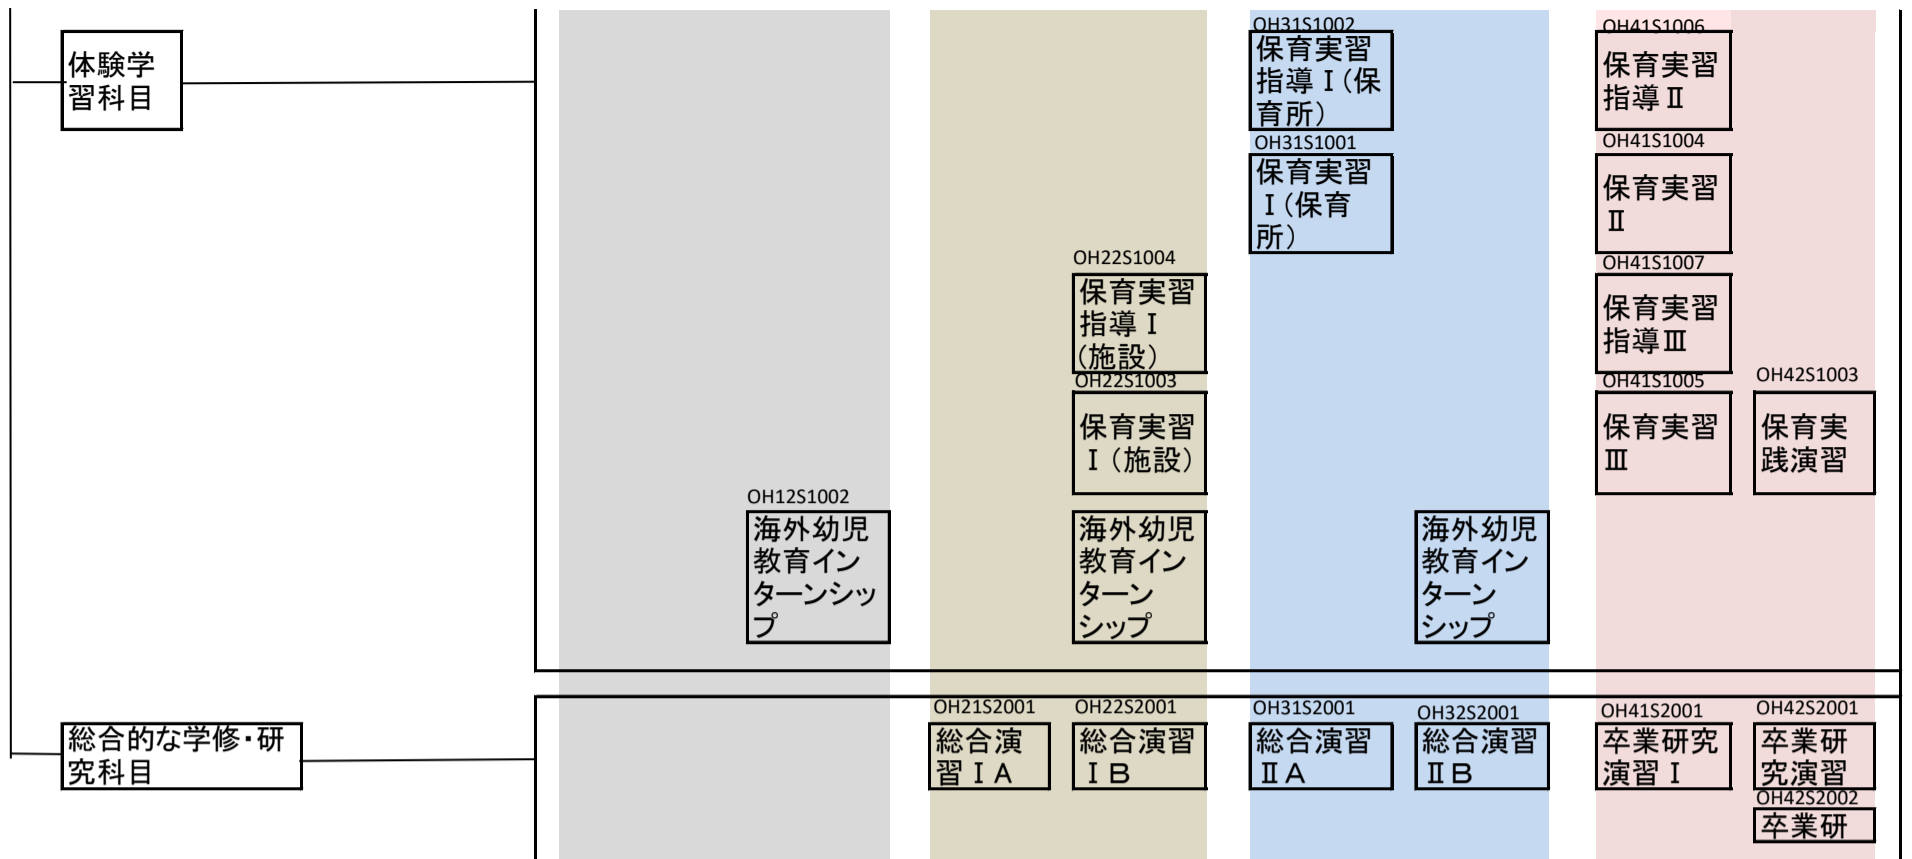 体験学
習科目
OH31S1002
保育実習
指導Ⅰ(保
育所)
OH41S1006
保育実習
指導Ⅱ
OH31S1001
保育実習
Ⅰ(保育
所)
OH41S1004
保育実習
Ⅱ
OH22S1004
保育実習
指導Ⅰ
(施設)
OH41S1007
保育実習
指導Ⅲ
OH22S1003
保育実習
Ⅰ(施設)
OH41S1005
保育実習
Ⅲ
OH42S1003
保育実
践演習
OH12S1002
海外幼児
教育イン
ターンシッ
プ
海外幼児
教育イン
ターン
シップ
海外幼児
教育イン
ターン
シップ
総合的な学修・研
究科目
OH21S2001
総合演
習ⅠA
OH22S2001
総合演習
ⅠB
OH31S2001
総合演習
ⅡA
OH32S2001
総合演習
ⅡB
OH41S2001
卒業研究
演習Ⅰ
OH42S2001
卒業研
究演習
OH42S2002
卒業研